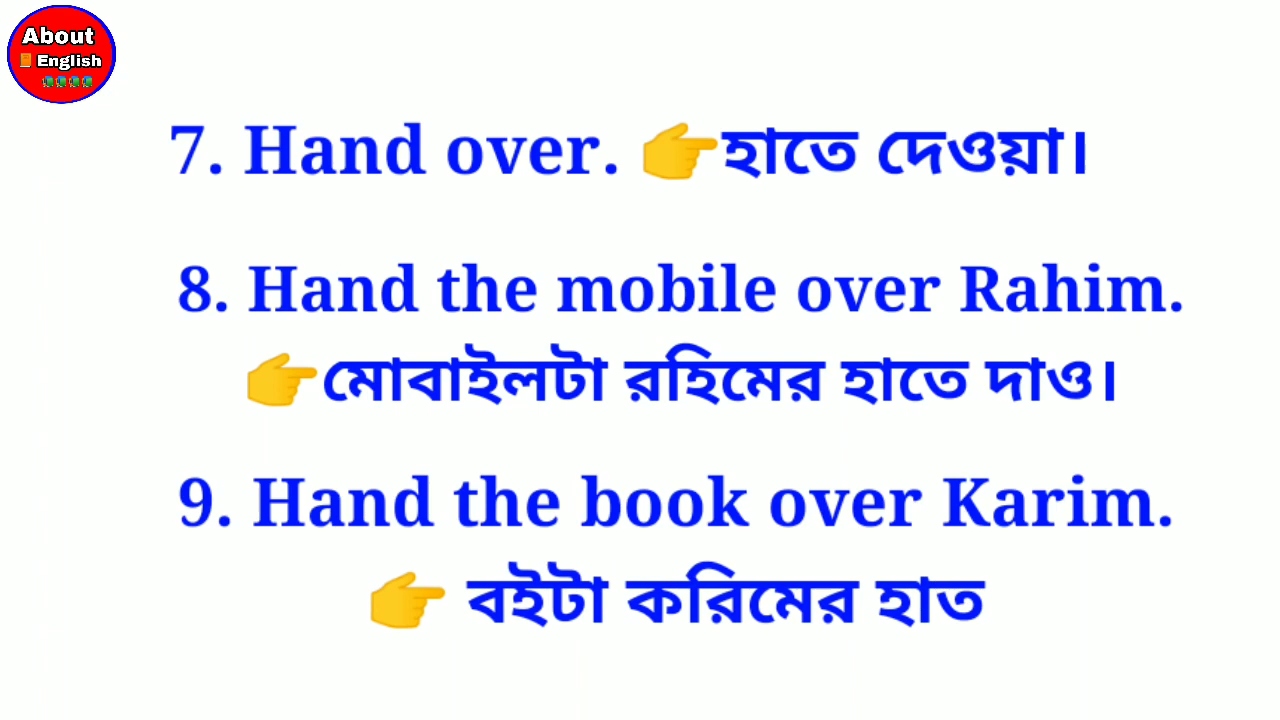 About
English
7. Hand over. 👉হাতে দেওয়া।
8. Hand the mobile over Rahim.
👉মোবাইলটা রহিমের হাতে দাও।
9. Hand the book over Karim.
👉 বইটা করিমের হাত